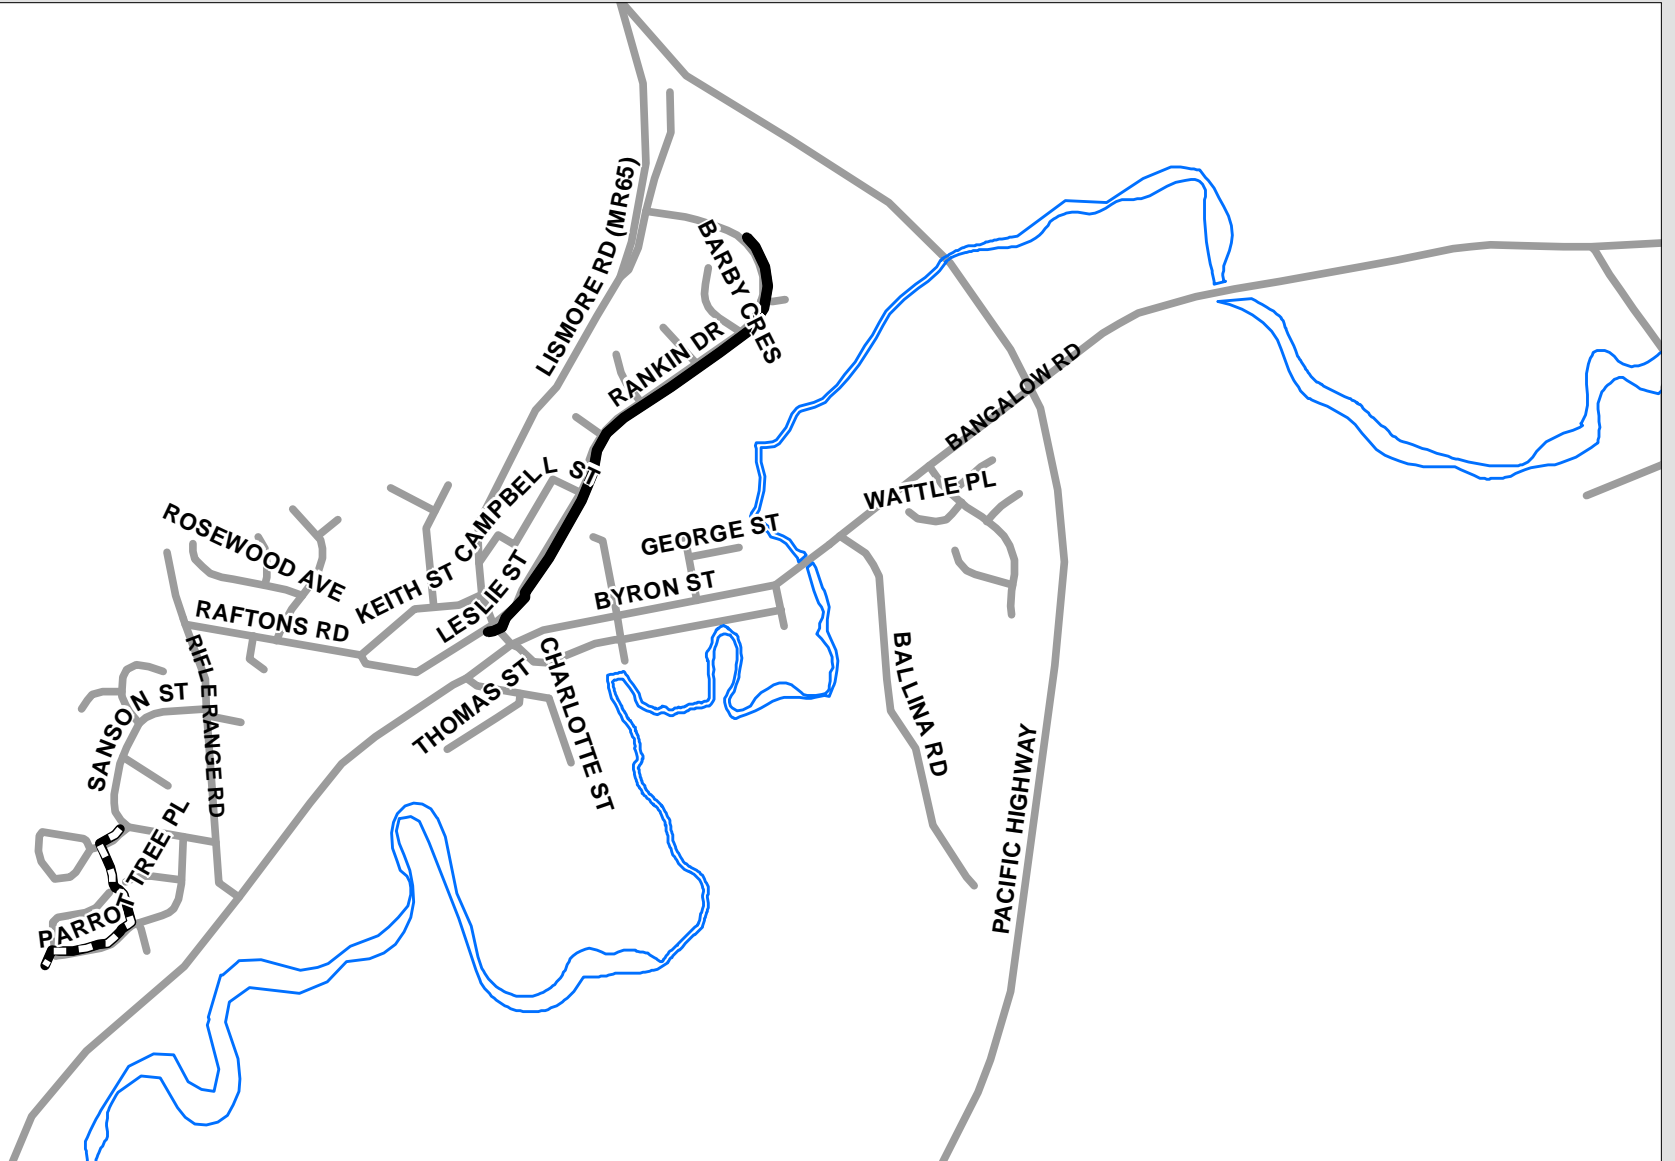 LISMORE RD (MR65)
BARBY CRES
RANKIN DR
BANGALOW RD
CAMPBELL ST
WATTLE PL
ROSEWOOD AVE
GEORGE ST
KEITH ST
LESLIE ST
BYRON ST
RAFTONS RD
RIFLE RANGE RD
CHARLOTTE ST
BALLINA RD
THOMAS ST
SANSON ST
PACIFIC HIGHWAY
PARROT TREE PL